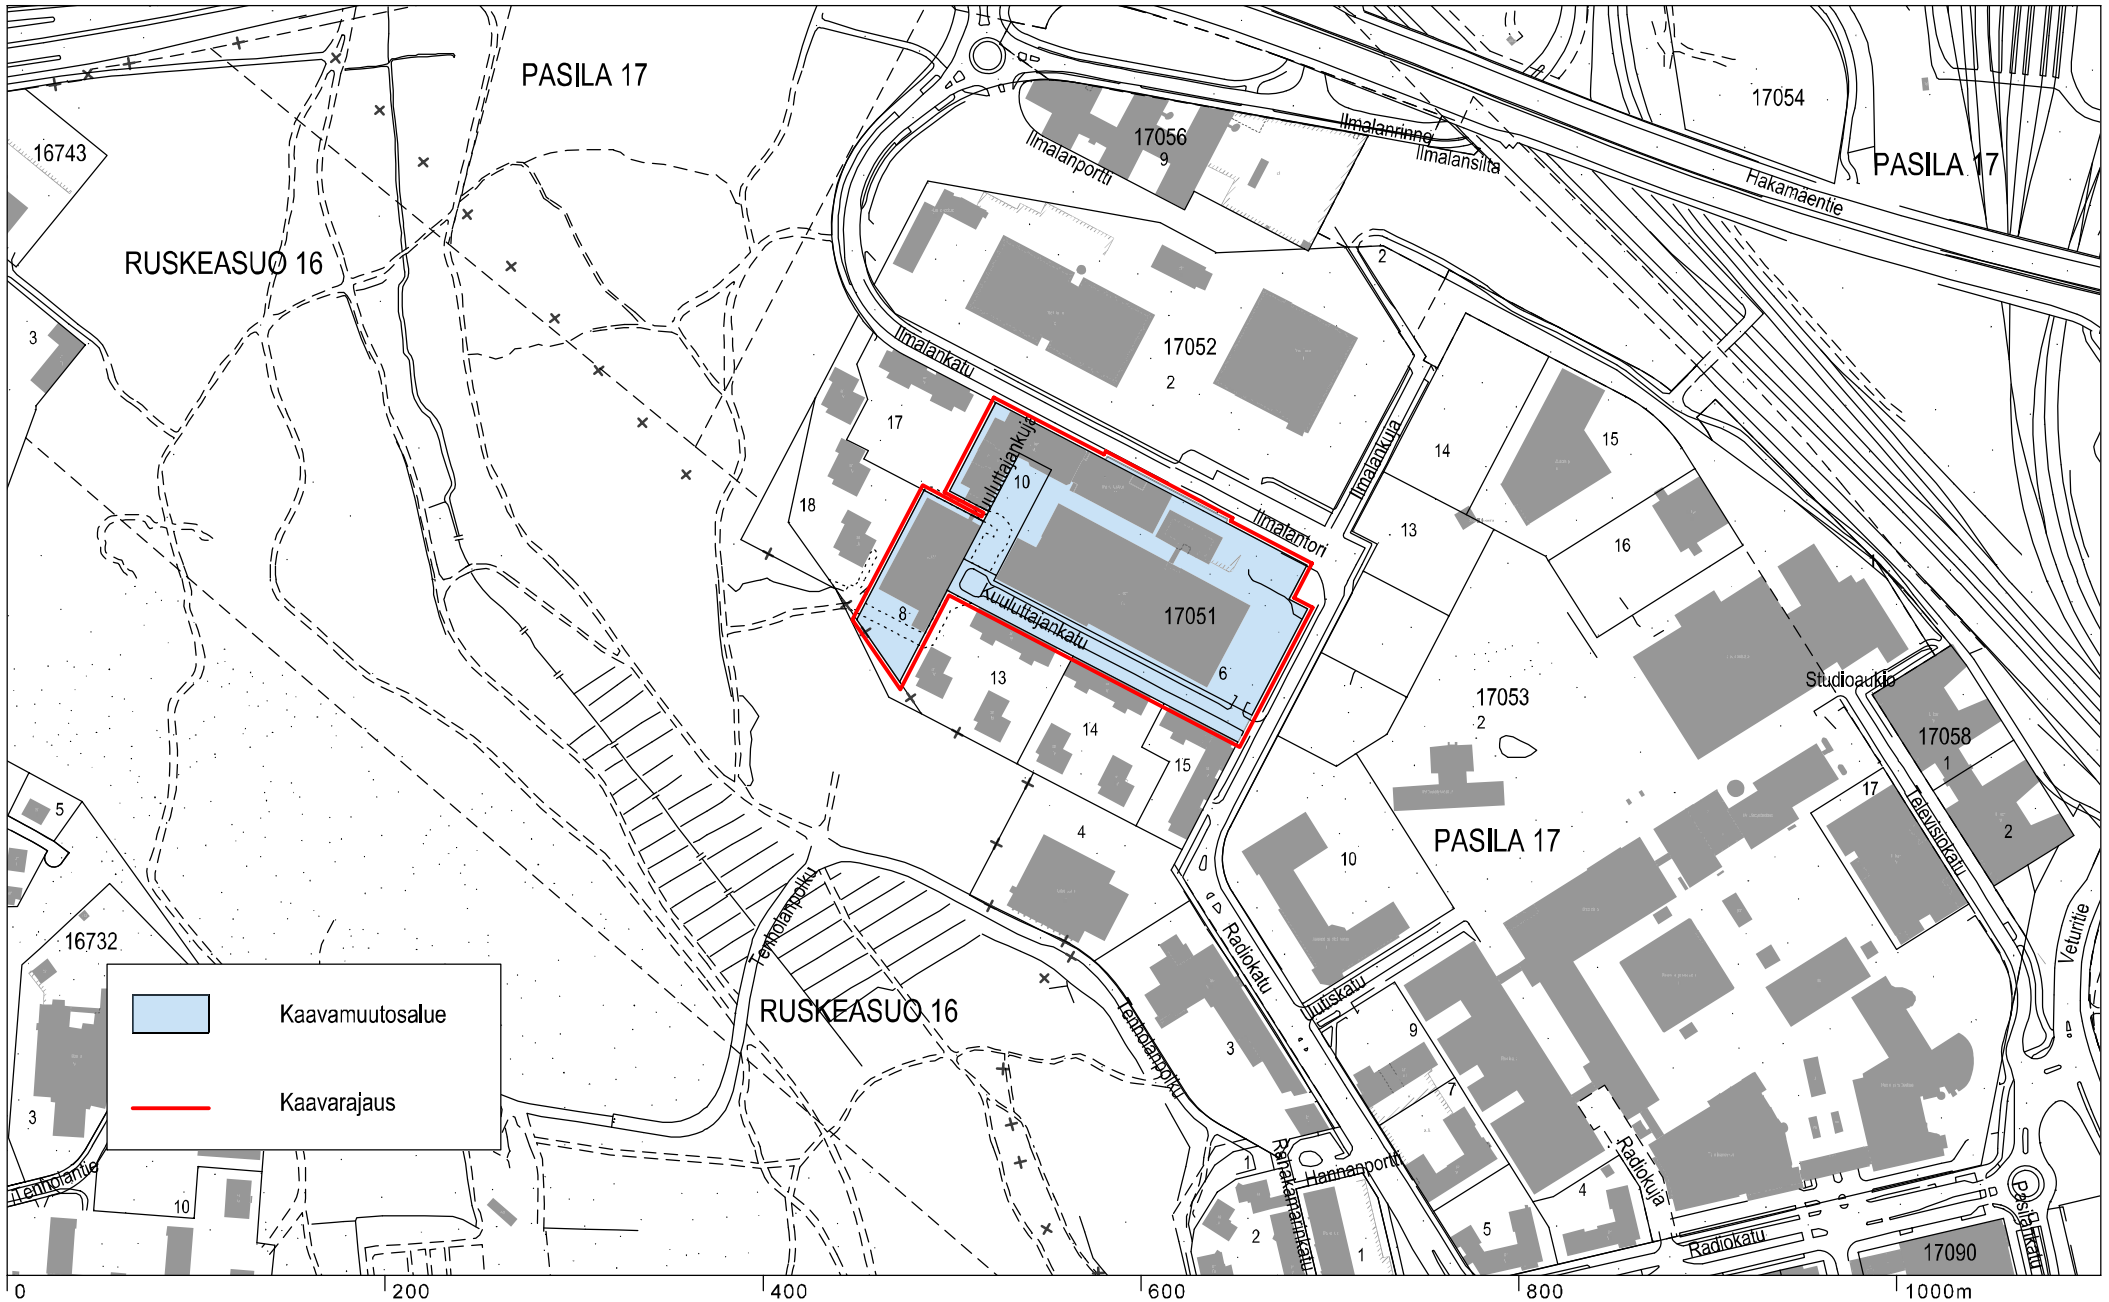 PASILA 17
17054
17056
9
Ilmalanrinne
Ilmalansilta
Ilmalanportti
PASILA 17
Hakamäentie
16743
RUSKEASUO 16
2
3
Ilmalankatu
17052
2
17
Kuuluttajankuja
10
Ilmalankuja
14
15
18
Ilmalantori
13
16
8
Kuuluttajankatu
17051
6
13
14
15
17053
2
Studioaukio
17058
1
17
Televisiokatu
2
5
4
10
PASILA 17
16732
Tenholanpolku
Radiokatu
Veturitie
RUSKEASUO 16
Uutiskatu
Tenholanpolku
9
3
Kaavamuutosalue
Kaavarajaus
3
Tenholantie
10
1
Hannanportti
Rahakamarinkatu
2
1
5
4
Radiokuja
Radiokatu
Pasilankatu
17090
0
200
400
600
800
1000m